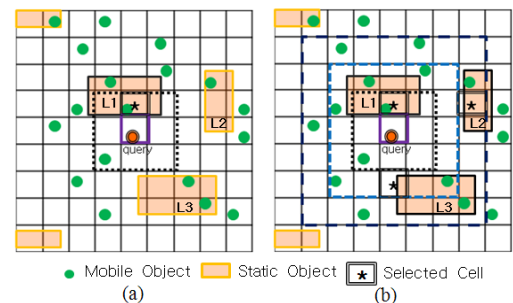 L1 * L2 query L3
L1 * * L2 query * L3
Mobile Object Static Object * Selected Cell
(a) (b)